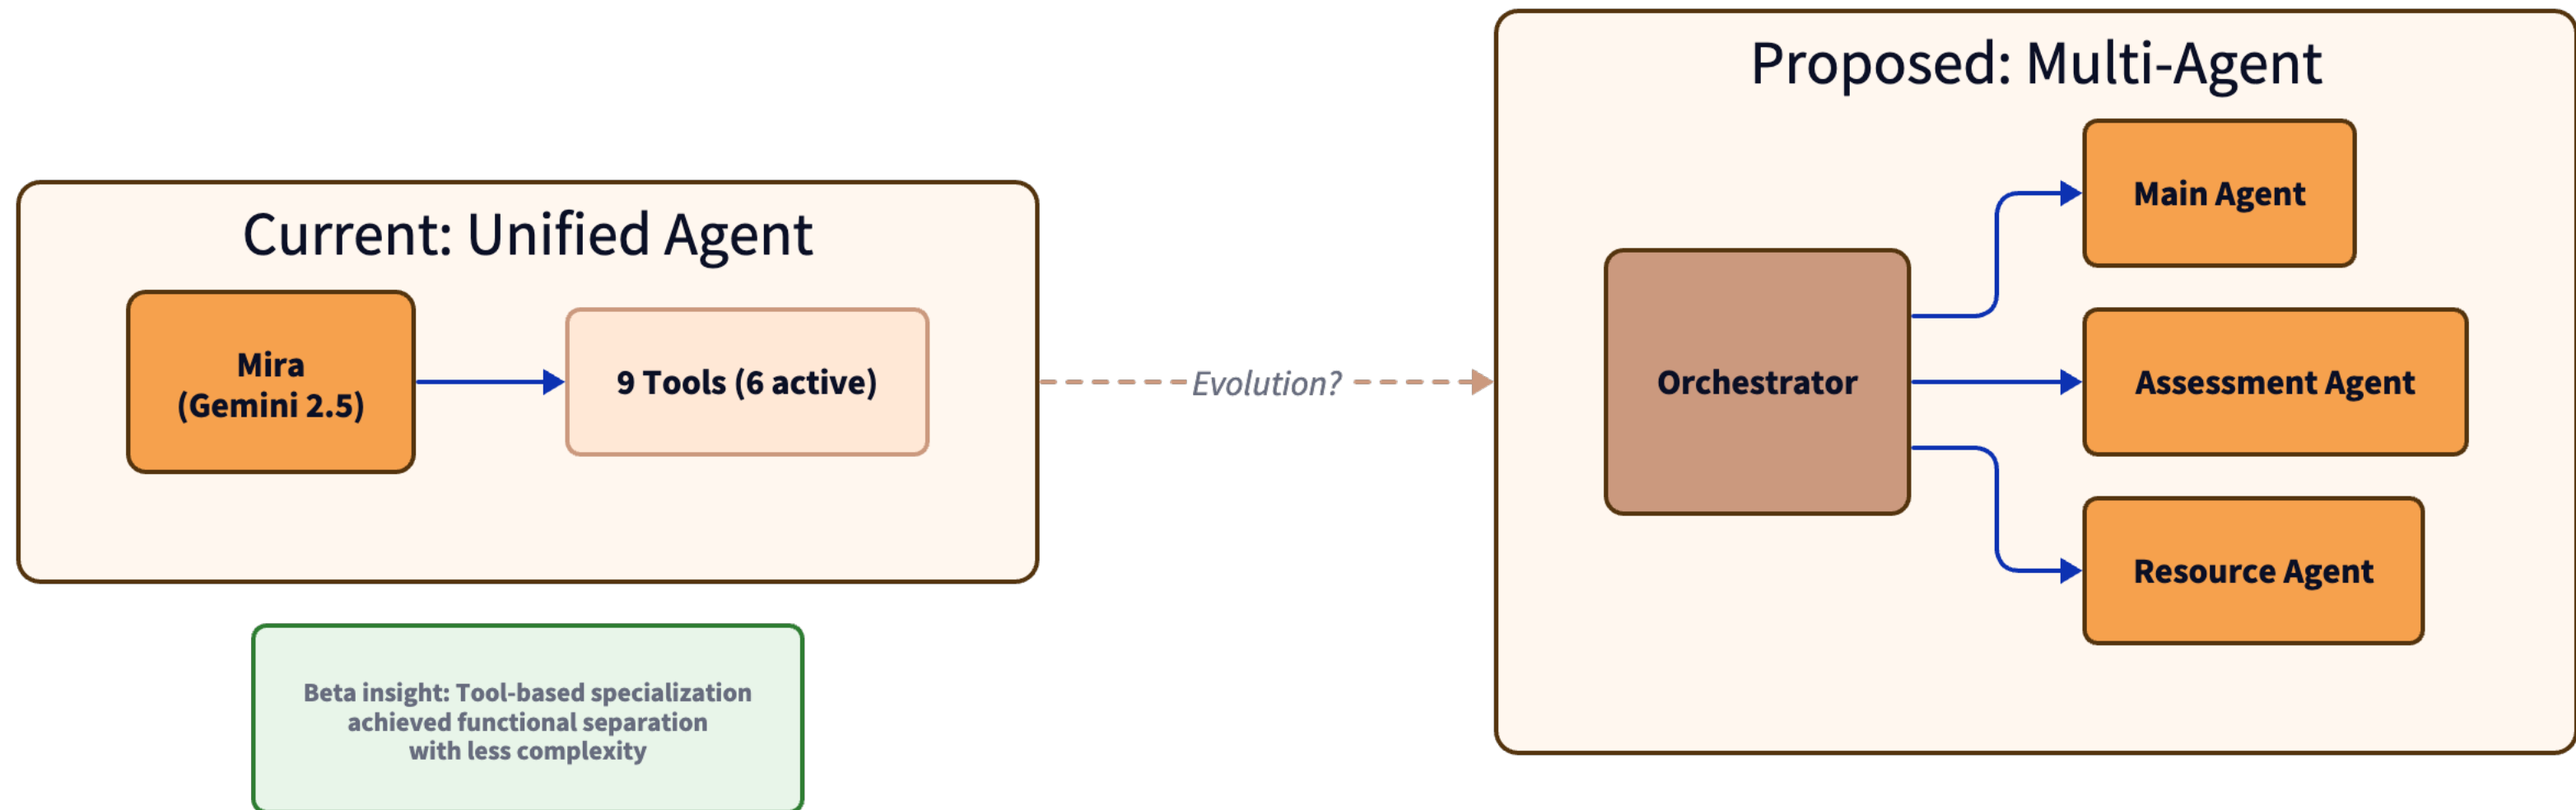 Current: Unified Agent
Mira
(Gemini 2.5)
9 Tools (6 active)
Beta insight: Tool-based specialization
achieved functional separation
with less complexity
Evolution?
Proposed: Multi-Agent
Orchestrator
Main Agent
Assessment Agent
Resource Agent